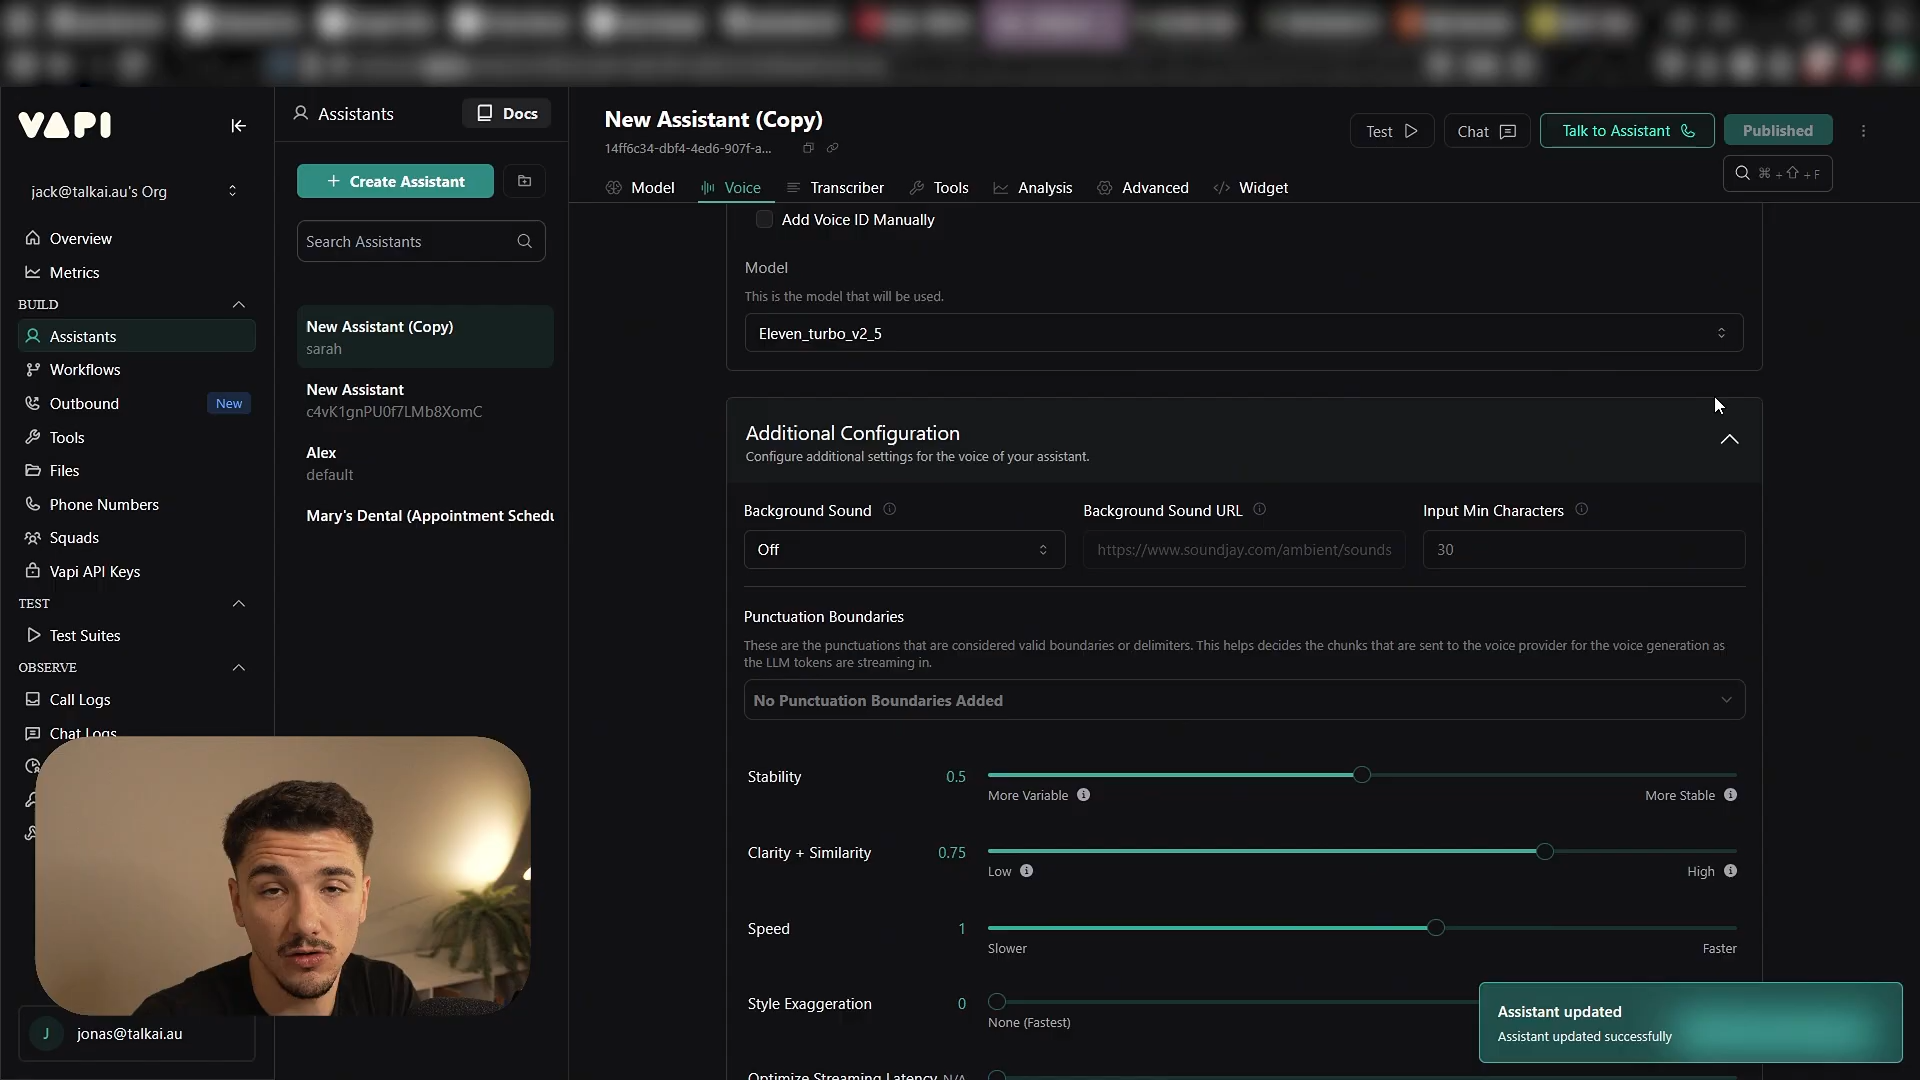 VAPI
jack@talkai.au's Org
Overview
Metrics
BUILD
Assistants
Workflows
Outbound
New
Tools
Files
Phone Numbers
Squads
Vapi API Keys
TEST
Test Suites
OBSERVE
Call Logs
Chat Logs
J
jonas@talkai.au
Assistants
Docs
+ Create Assistant
Search Assistants
New Assistant (Copy)
sarah
New Assistant
c4vK1gnPU0f7LMb8XomC
Alex
default
Mary's Dental (Appointment Schedu
New Assistant (Copy)
14ff6c34-dbf4-4ed6-907f-a...
Test
Chat
Talk to Assistant
Published
⌘ + ⇧ + F
Model
Voice
Transcriber
Tools
Analysis
Advanced
Widget
Add Voice ID Manually
Model
This is the model that will be used.
Eleven_turbo_v2_5
Additional Configuration
Configure additional settings for the voice of your assistant.
Background Sound
Background Sound URL
Input Min Characters
Off
https://www.soundjay.com/ambient/sounds
30
Punctuation Boundaries
These are the punctuations that are considered valid boundaries or delimiters. This helps decides the chunks that are sent to the voice provider for the voice generation as
the LLM tokens are streaming in.
No Punctuation Boundaries Added
Stability 0.5
More Variable
More Stable
Clarity + Similarity 0.75
Low
High
Speed 1
Slower
Faster
Style Exaggeration 0
None (Fastest)
Optimize Streaming Latency N/A
Assistant updated
Assistant updated successfully